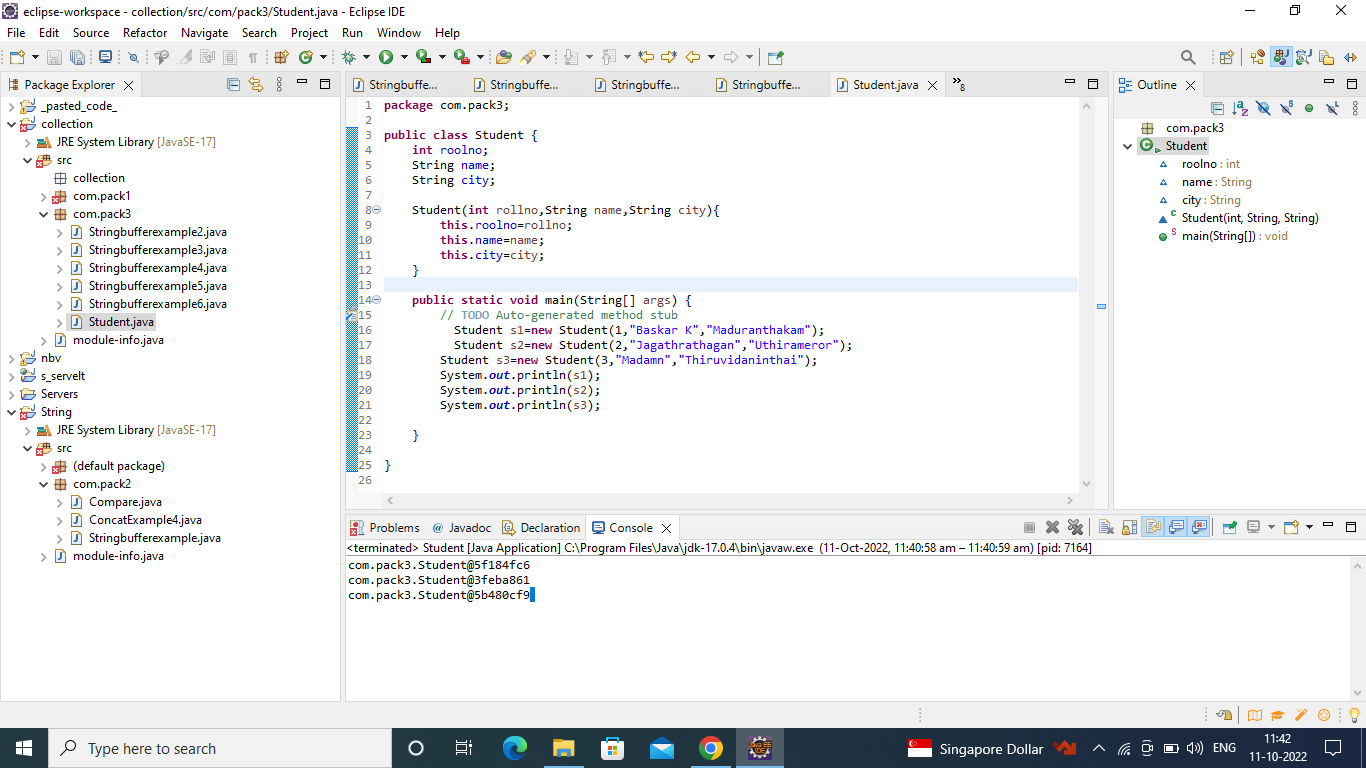 eclipse-workspace - collection/src/com/pack3/Student.java - Eclipse IDE
File Edit Source Refactor Navigate Search Project Run Window Help
Package Explorer
_pasted_code_
collection
JRE System Library [JavaSE-17]
src
collection
com.pack1
com.pack3
Stringbufferexample2.java
Stringbufferexample3.java
Stringbufferexample4.java
Stringbufferexample5.java
Stringbufferexample6.java
Student.java
module-info.java
nbv
s_servelt
Servers
String
JRE System Library [JavaSE-17]
src
(default package)
com.pack2
Compare.java
ConcatExample4.java
Stringbufferexample.java
module-info.java
Stringbuffe... Stringbuffe... Stringbuffe... Stringbuffe... Student.java »8
1 package com.pack3;
2
3 public class Student {
4 int roolno;
5 String name;
6 String city;
7
8 Student(int rollno,String name,String city){
9 this.roolno=rollno;
10 this.name=name;
11 this.city=city;
12 }
13
14 public static void main(String[] args) {
15 // TODO Auto-generated method stub
16 Student s1=new Student(1,"Baskar K","Maduranthakam");
17 Student s2=new Student(2,"Jagathrathagan","Uthirameror");
18 Student s3=new Student(3,"Madamn","Thiruvidaninthai");
19 System.out.println(s1);
20 System.out.println(s2);
21 System.out.println(s3);
22
23 }
24
25 }
26
Outline
com.pack3
Student
roolno : int
name : String
city : String
Student(int, String, String)
main(String[]) : void
Problems @ Javadoc Declaration Console
<terminated> Student [Java Application] C:\Program Files\Java\jdk-17.0.4\bin\javaw.exe (11-Oct-2022, 11:40:58 am – 11:40:59 am) [pid: 7164]
com.pack3.Student@5f184fc6
com.pack3.Student@3feba861
com.pack3.Student@5b480cf9
Type here to search
Singapore Dollar
ENG
11:42
11-10-2022